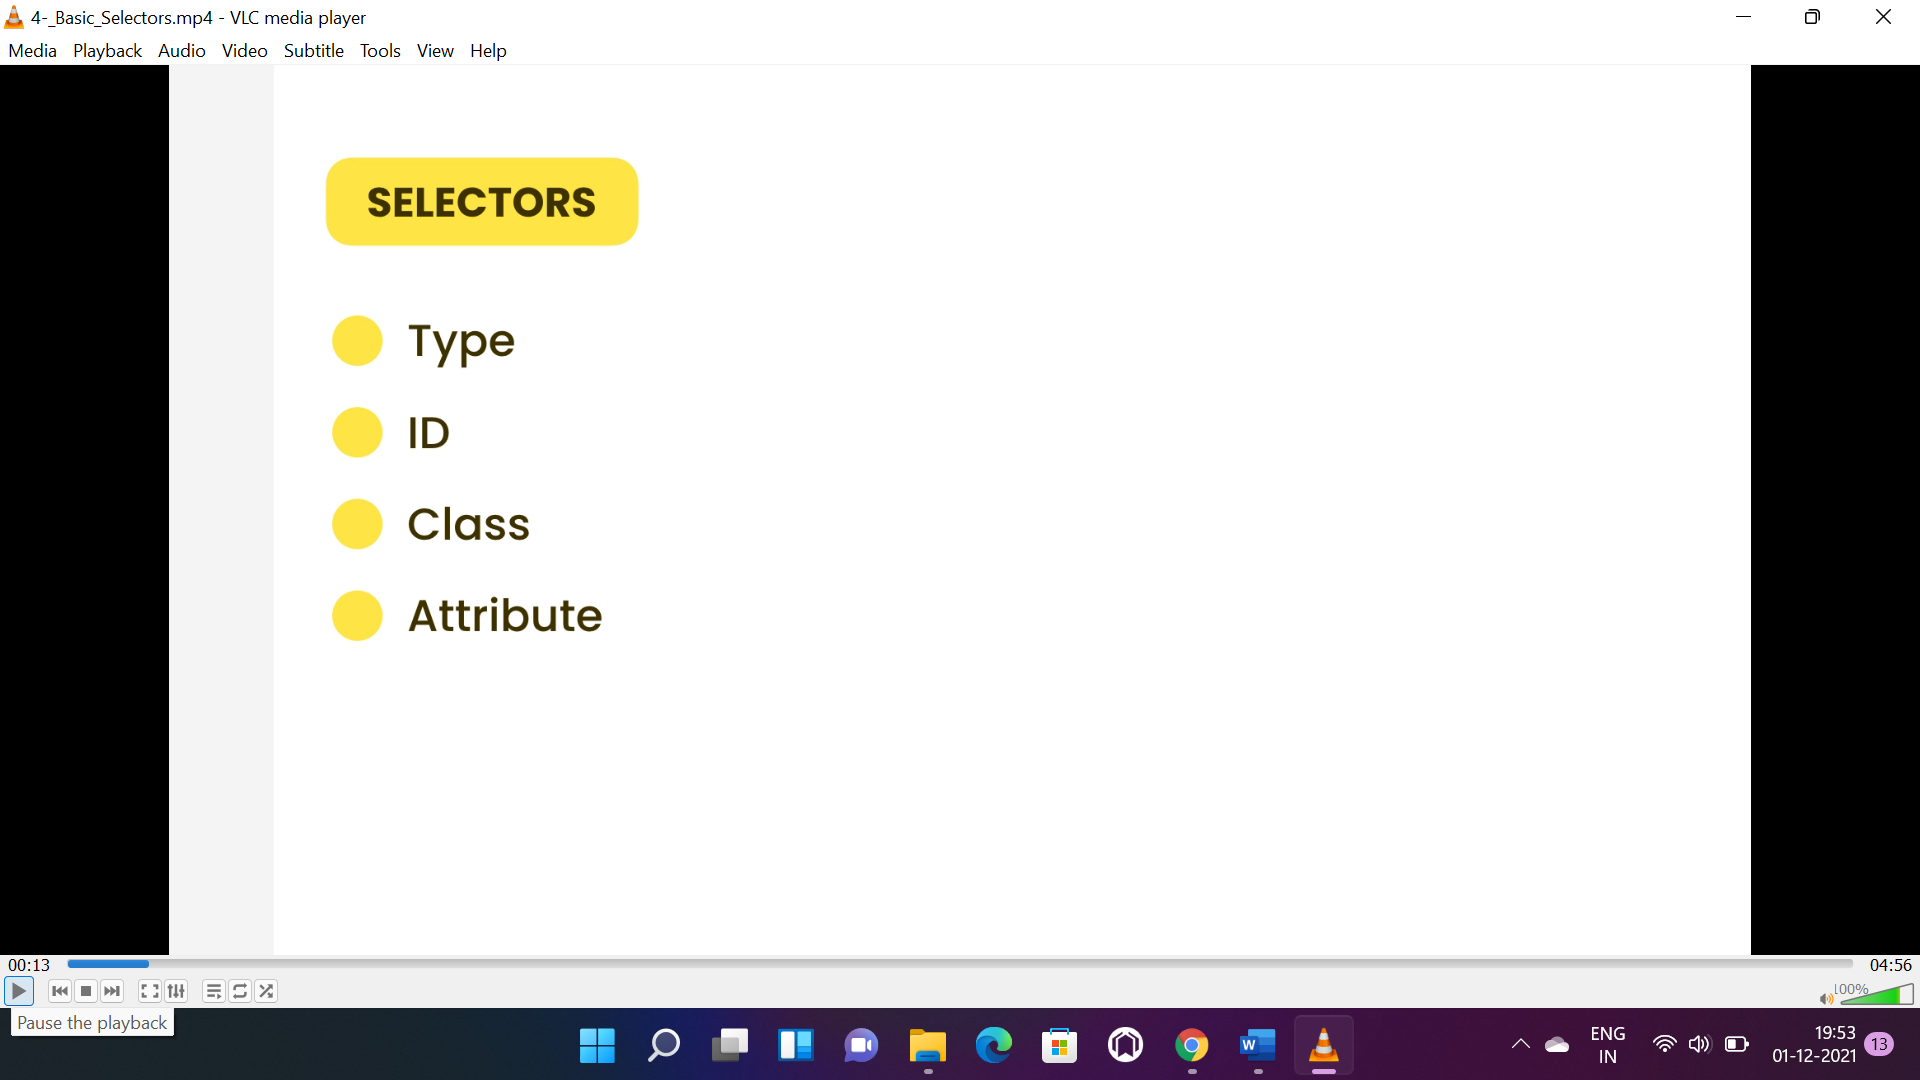 4-_Basic_Selectors.mp4 - VLC media player
Media Playback Audio Video Subtitle Tools View Help
SELECTORS
Type
ID
Class
Attribute
00:13
04:56
100%
Pause the playback
W
ENG
IN
19:53
01-12-2021
13